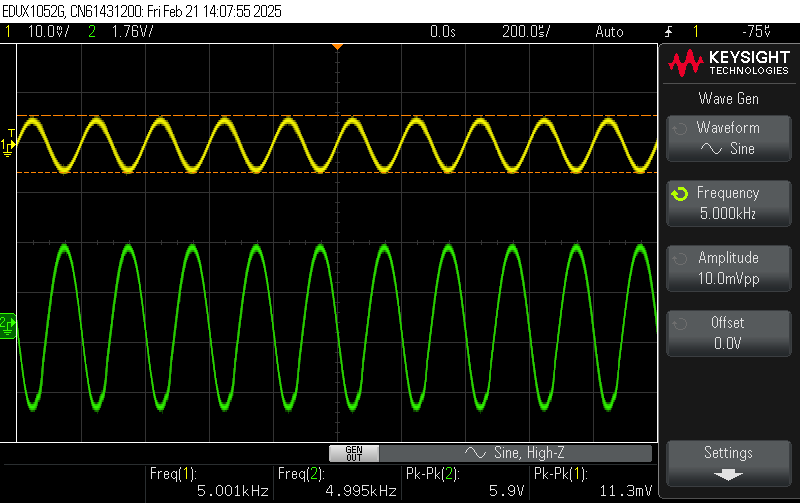 EDUX1052G, CN61431200: Fri Feb 21 14:07:55 2025
1 10.0㎷/ 2 1.76V/ 0.0s 200.0㎲/ Auto 1 -75㎷
KEYSIGHT
TECHNOLOGIES
Wave Gen
Waveform
Sine
Frequency
5.000kHz
Amplitude
10.0mVpp
Offset
0.0V
Settings
T
1
2
GEN
OUT
Sine, High-Z
Freq(1): Freq(2): Pk-Pk(2): Pk-Pk(1):
5.001kHz 4.995kHz 5.9V 11.3mV